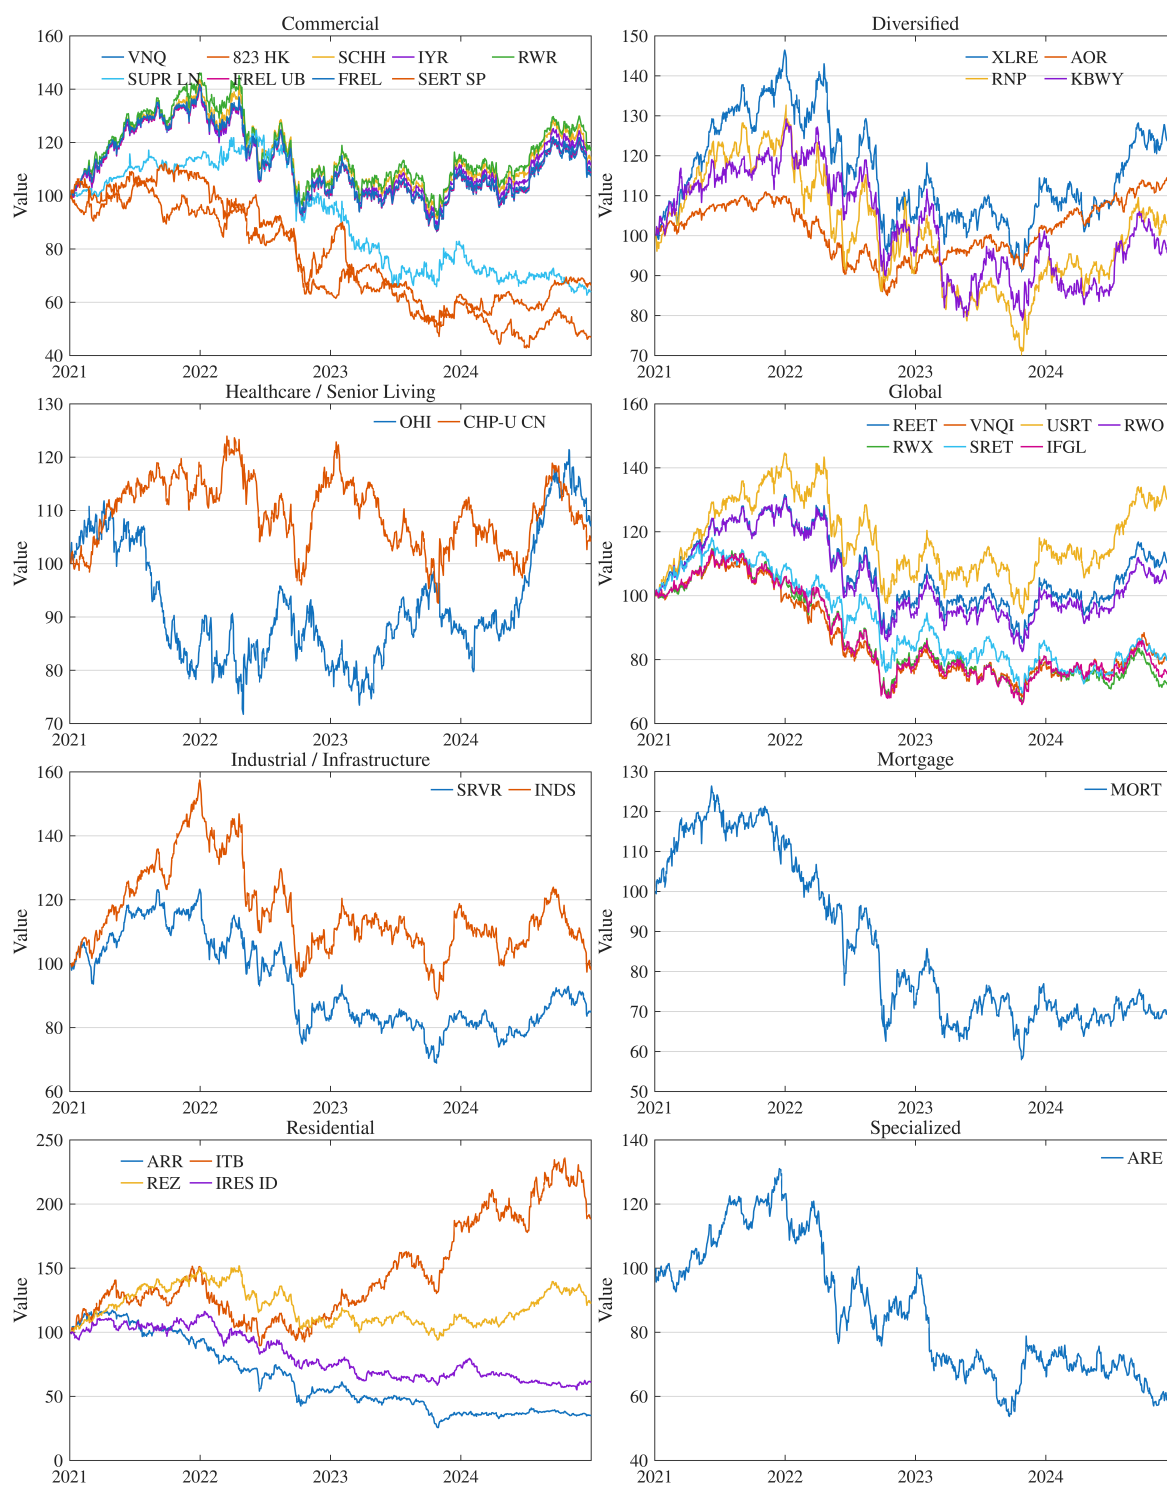 Commercial
160
140
120
100
80
60
40
Value
VNQ 823 HK SCHH IYR RWR
SUPR LN FREL UB FREL SERT SP
2021 2022 2023 2024
Diversified
150
140
130
120
110
100
90
80
70
Value
XLRE AOR
RNP KBWY
2021 2022 2023 2024
Healthcare / Senior Living
130
120
110
100
90
80
70
Value
OHI CHP-U CN
2021 2022 2023 2024
Global
160
140
120
100
80
60
Value
REET VNQI USRT RWO
RWX SRET IFGL
2021 2022 2023 2024
Industrial / Infrastructure
160
140
120
100
80
60
Value
SRVR INDS
2021 2022 2023 2024
Mortgage
130
120
110
100
90
80
70
60
50
Value
MORT
2021 2022 2023 2024
Residential
250
200
150
100
50
0
Value
ARR ITB
REZ IRES ID
2021 2022 2023 2024
Specialized
140
120
100
80
60
40
Value
ARE
2021 2022 2023 2024